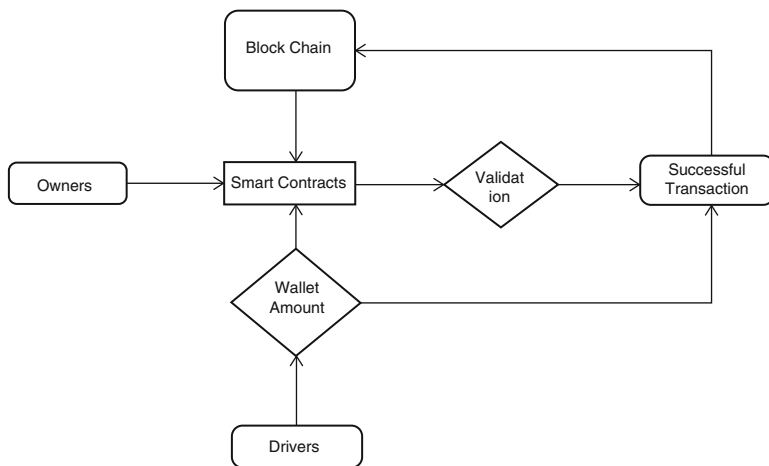 Block Chain
Owners
Smart Contracts
Validat
ion
Successful
Transaction
Wallet
Amount
Drivers